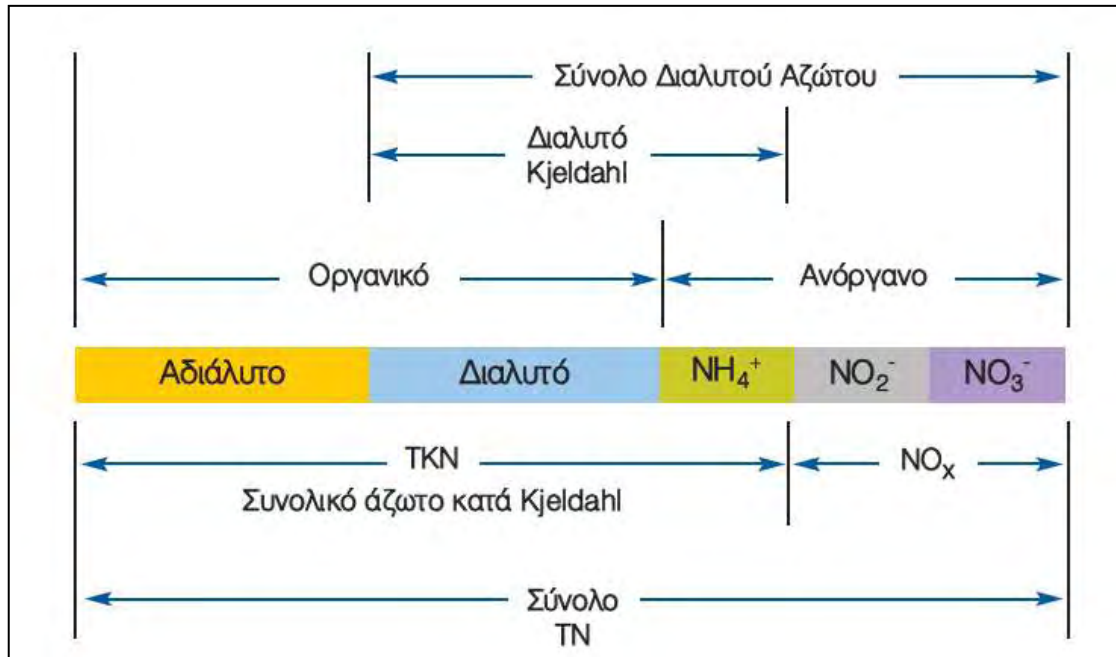 Σύνολο Διαλυτού Αζώτου
Διαλυτό
Kjeldahl
Οργανικό
Ανόργανο
Αδιάλυτο
Διαλυτό
NH₄⁺
NO₂⁻
NO₃⁻
TKN
NOₓ
Συνολικό άζωτο κατά Kjeldahl
Σύνολο
TN